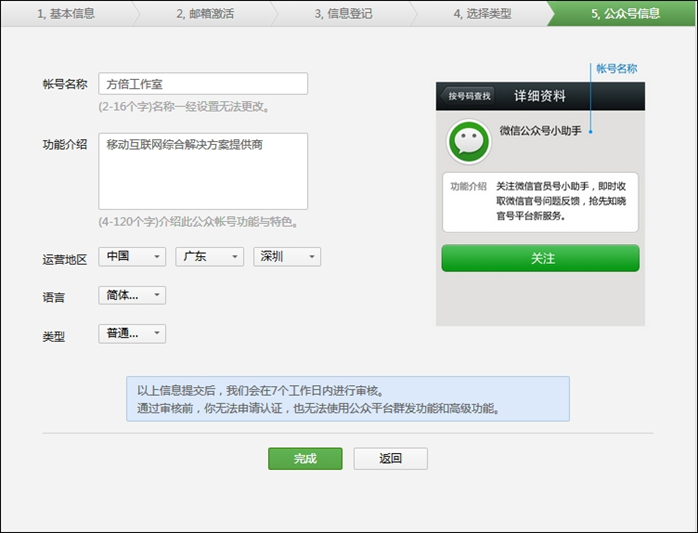 1, 基本信息
2, 邮箱激活
3, 信息登记
4, 选择类型
5, 公众号信息
帐号名称
方倍工作室
(2-16个字)名称一经设置无法更改。
功能介绍
移动互联网综合解决方案提供商
(4-120个字)介绍此公众帐号功能与特色。
运营地区
中国
广东
深圳
语言
简体...
类型
普通...
帐号名称
按号码查找
详细资料
微信公众号小助手
功能介绍
关注微信官员号小助手，即时收
取微信官号问题反馈，抢先知晓
官号平台新服务。
关注
以上信息提交后，我们会在7个工作日内进行审核。
通过审核前，你无法申请认证，也无法使用公众平台群发功能和高级功能。
完成
返回